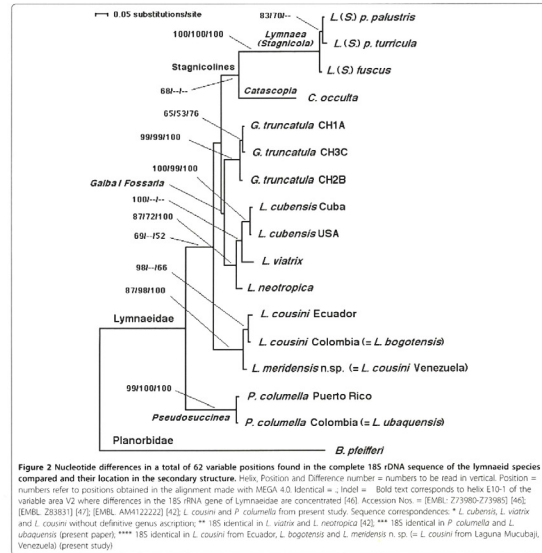 0.05 substitutions/site
83/70/--
L.(S.) p. palustris
Lymnaea
(Stagnicola)
100/100/100
L.(S.) p. turricula
Stagnicolines
L.(S.) fuscus
68/--/--
Catascopia
C. occulta
65/53/76
G. truncatula CH1A
99/99/100
G. truncatula CH3C
100/99/100
G. truncatula CH2B
Galba / Fossaria
100/--/--
L. cubensis Cuba
87/72/100
L. cubensis USA
69/--/52
L. viatrix
98/--/66
L. neotropica
87/98/100
L. cousini Ecuador
Lymnaeidae
L. cousini Colombia (= L. bogotensis)
L. meridensis n.sp. (= L. cousini Venezuela)
99/100/100
P. columella Puerto Rico
Pseudosuccinea
P. columella Colombia (= L. ubaquensis)
Planorbidae
B. pfeifferi
Figure 2 Nucleotide differences in a total of 62 variable positions found in the complete 18S rDNA sequence of the lymnaeid species
compared and their location in the secondary structure. Helix, Position and Difference number = numbers to be read in vertical. Position =
numbers refer to positions obtained in the alignment made with MEGA 4.0. Identical = ., Indel = Bold text corresponds to helix E10-1 of the
variable area V2 where differences in the 18S rRNA gene of Lymnaeidae are concentrated [46]. Accession Nos. = [EMBL: Z73980-Z73985] [46];
[EMBL. Z83831] [47]; [EMBL. AM4122222] [42]; L. cousini and P. columella from present study. Sequence correspondences: * L. cubensis, L. viatrix
and L. cousini without definitive genus ascription; ** 18S identical in L. viatrix and L. neotropica [42]; *** 18S identical in P. columella and L.
ubaquensis (present paper); **** 18S identical in L. cousini from Ecuador, L. bogotensis and L. meridensis n. sp. (= L. cousini from Laguna Mucubaji,
Venezuela) (present study)